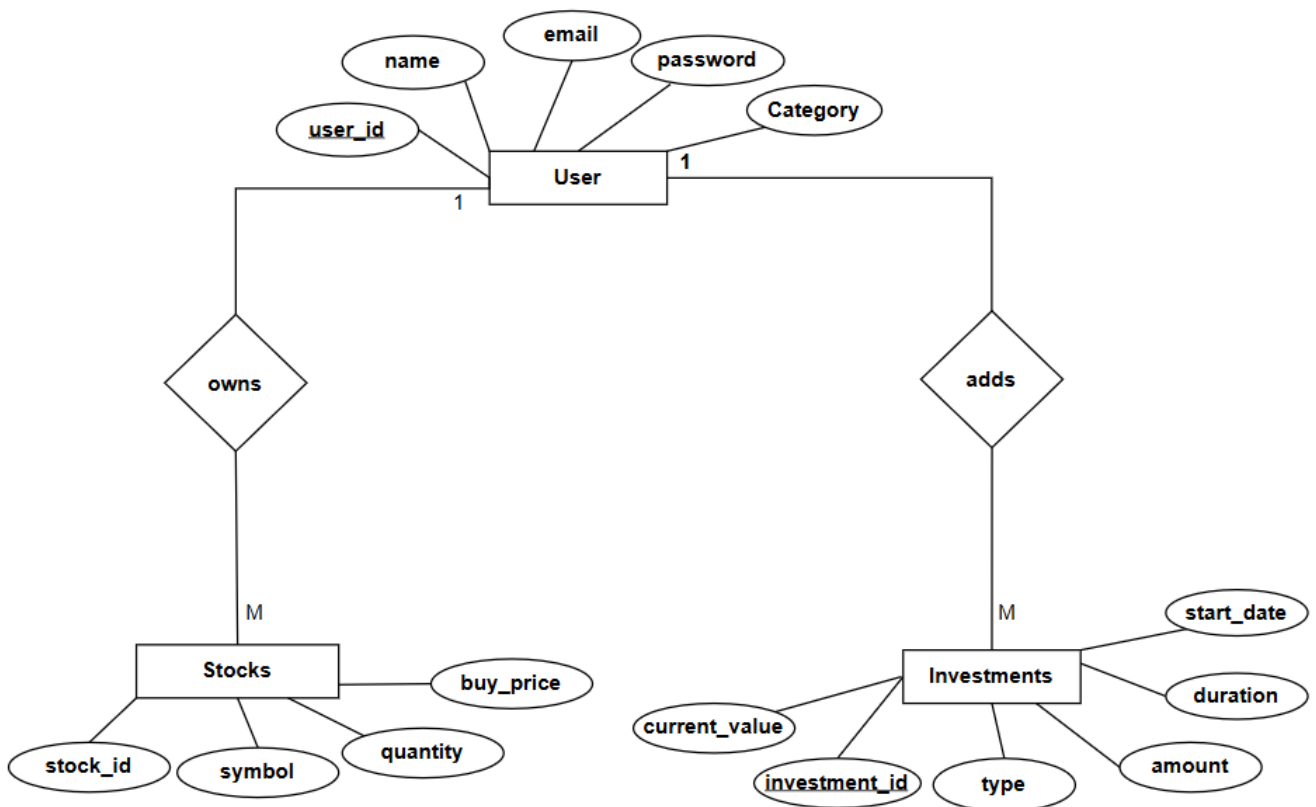 email
name
password
Category
user_id
1
User
1
owns
adds
M
M
start_date
Stocks
Investments
buy_price
duration
current_value
quantity
stock_id
symbol
amount
investment_id
type